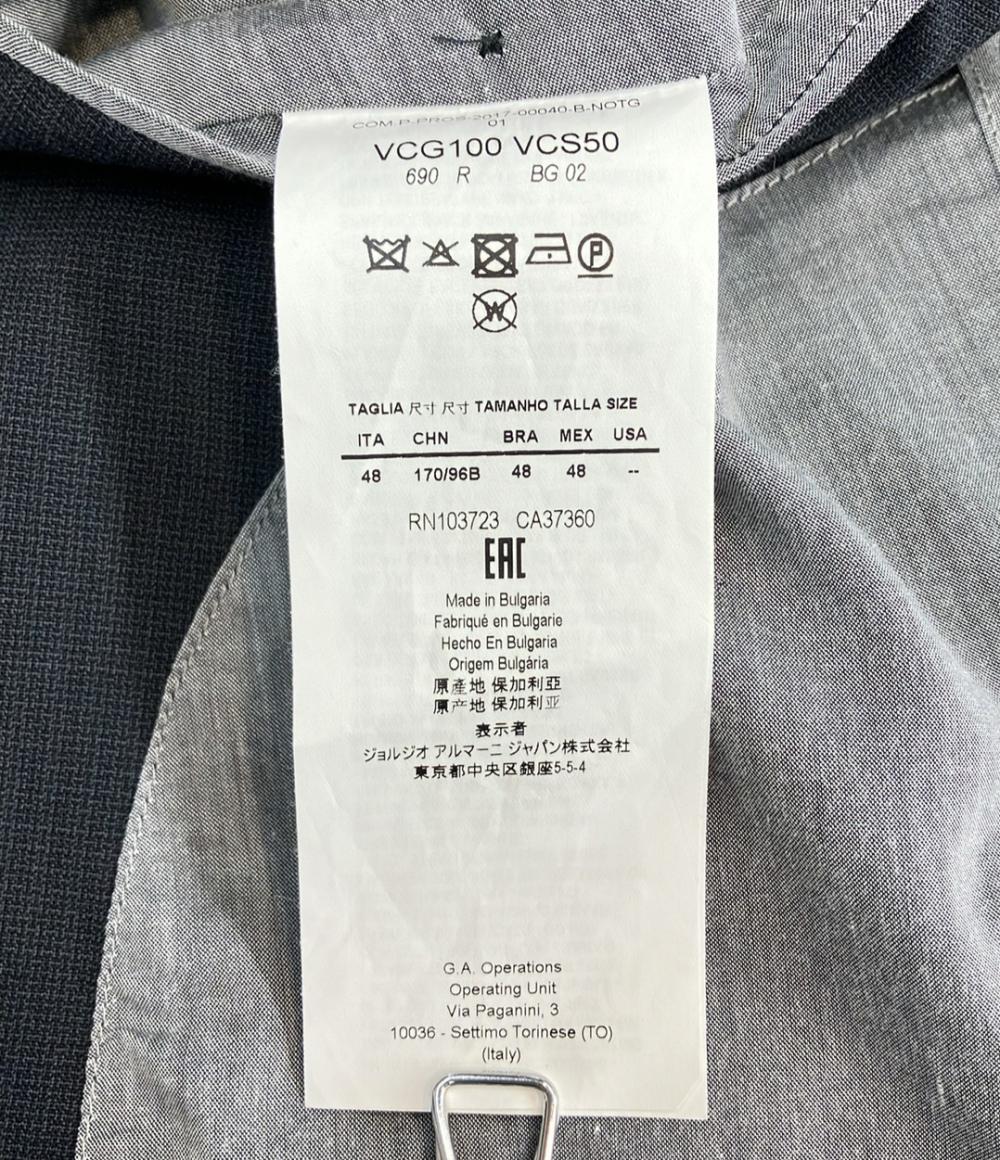 COM.P-PROS-2017-00040-B-NOTG
01
VCG100 VCS50
690 R BG 02
P
W
TAGLIA 尺寸 尺寸 TAMANHO TALLA SIZE
ITA CHN BRA MEX USA
48 170/96B 48 48 --
RN103723 CA37360
EAC
Made in Bulgaria
Fabriqué en Bulgarie
Hecho En Bulgaria
Origem Bulgária
原產地 保加利亞
原产地 保加利亚
表示者
ジョルジオ アルマーニ ジャパン株式会社
東京都中央区銀座5-5-4
G.A. Operations
Operating Unit
Via Paganini, 3
10036 - Settimo Torinese (TO)
(Italy)